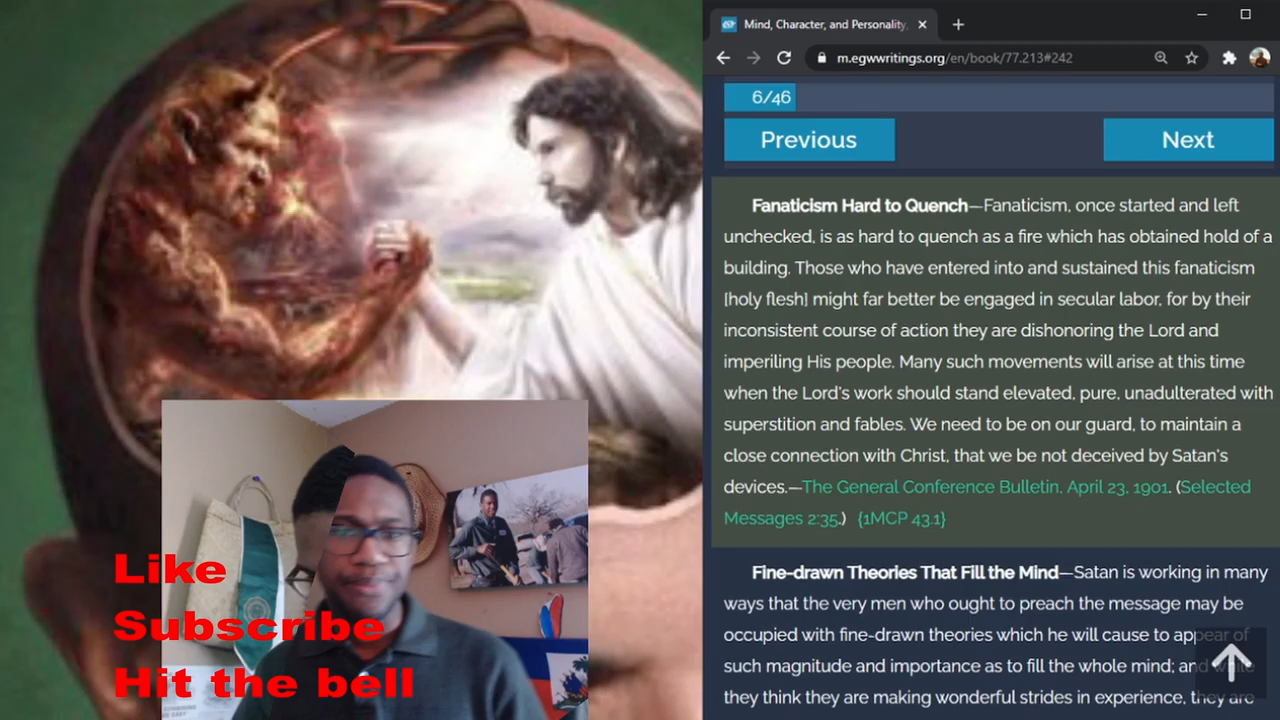 Mind, Character, and Personality,
m.egwwritings.org/en/book/77.213#242
6/46
Previous
Next
Fanaticism Hard to Quench—Fanaticism, once started and left
unchecked, is as hard to quench as a fire which has obtained hold of a
building. Those who have entered into and sustained this fanaticism
[holy flesh] might far better be engaged in secular labor, for by their
inconsistent course of action they are dishonoring the Lord and
imperiling His people. Many such movements will arise at this time
when the Lord's work should stand elevated, pure, unadulterated with
superstition and fables. We need to be on our guard, to maintain a
close connection with Christ, that we be not deceived by Satan's
devices.—The General Conference Bulletin, April 23, 1901. (Selected
Messages 2:35.) {1MCP 43.1}
Fine-drawn Theories That Fill the Mind—Satan is working in many
ways that the very men who ought to preach the message may be
occupied with fine-drawn theories which he will cause to appear of
such magnitude and importance as to fill the whole mind; and while
they think they are making wonderful strides in experience, they are
Like
Subscribe
Hit the bell